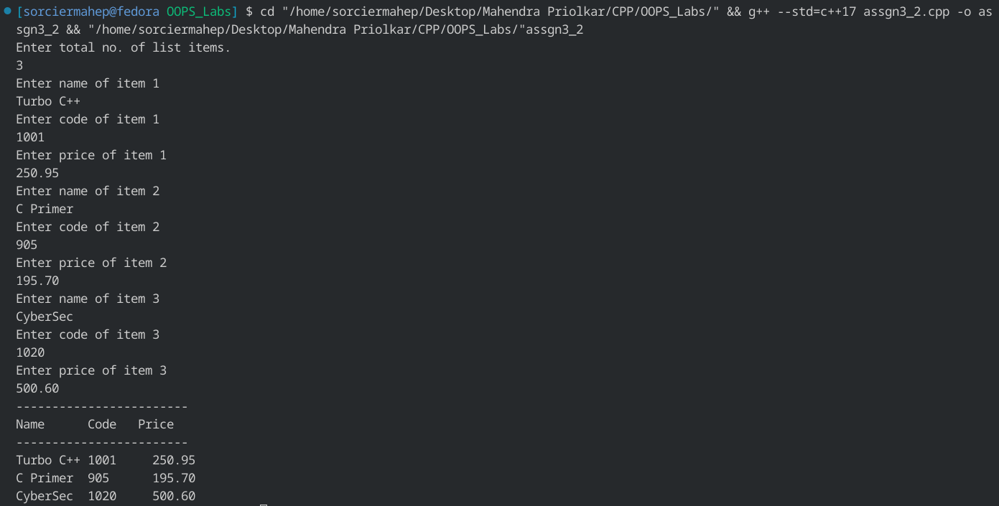 [sorciermahep@fedora OOPS_Labs] $ cd "/home/sorciermahep/Desktop/Mahendra Priolkar/CPP/OOPS_Labs/" && g++ --std=c++17 assgn3_2.cpp -o as
sgn3_2 && "/home/sorciermahep/Desktop/Mahendra Priolkar/CPP/OOPS_Labs/"assgn3_2
Enter total no. of list items.
3
Enter name of item 1
Turbo C++
Enter code of item 1
1001
Enter price of item 1
250.95
Enter name of item 2
C Primer
Enter code of item 2
905
Enter price of item 2
195.70
Enter name of item 3
CyberSec
Enter code of item 3
1020
Enter price of item 3
500.60
------------------------
Name      Code   Price
------------------------
Turbo C++ 1001     250.95
C Primer  905      195.70
CyberSec  1020     500.60